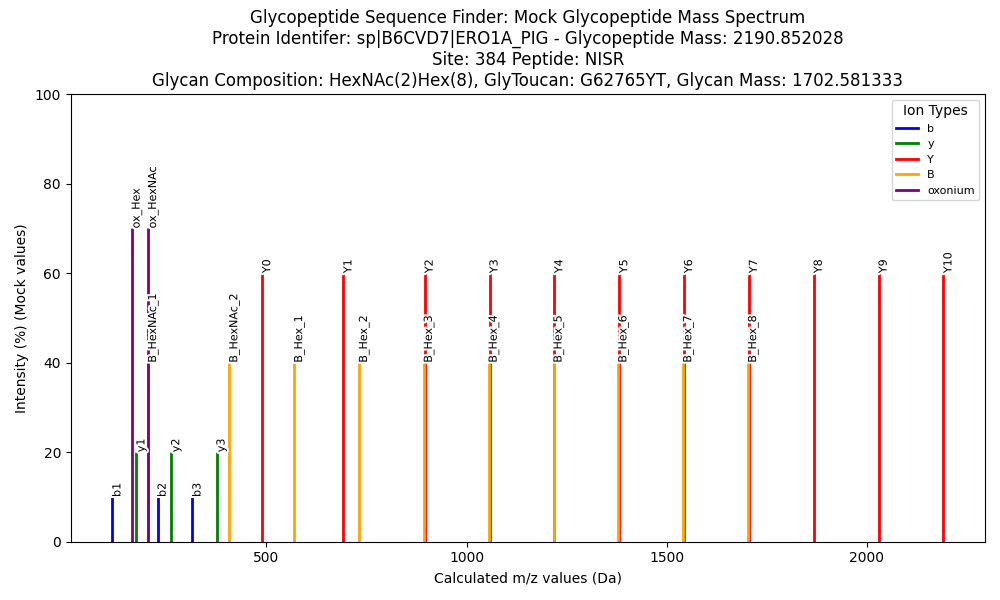 Glycopeptide Sequence Finder: Mock Glycopeptide Mass Spectrum
Protein Identifer: sp|B6CVD7|ERO1A_PIG - Glycopeptide Mass: 2190.852028
Site: 384 Peptide: NISR
Glycan Composition: HexNAc(2)Hex(8), GlyToucan: G62765YT, Glycan Mass: 1702.581333
Intensity (%) (Mock values)
100
80
60
40
20
0
Ion Types
b
y
Y
B
oxonium
b1
ox_Hex
y1
ox_HexNAc
B_HexNAc_1
b2
y2
b3
y3
B_HexNAc_2
Y0
B_Hex_1
Y1
B_Hex_2
Y2
B_Hex_3
Y3
B_Hex_4
Y4
B_Hex_5
Y5
B_Hex_6
Y6
B_Hex_7
Y7
B_Hex_8
Y8
Y9
Y10
500
1000
1500
2000
Calculated m/z values (Da)